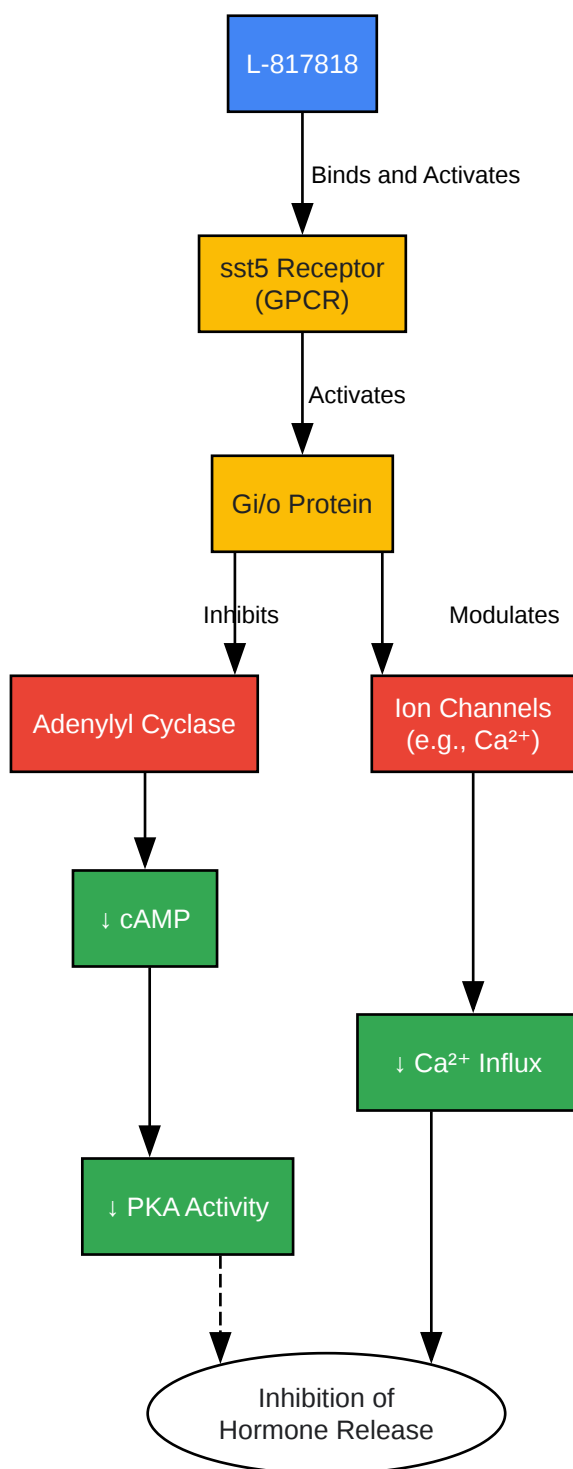 L-817818
Binds and Activates
sst5 Receptor
(GPCR)
Activates
Gi/o Protein
Inhibits
Modulates
Adenylyl Cyclase
Ion Channels
(e.g., Ca²⁺)
↓ cAMP
↓ Ca²⁺ Influx
↓ PKA Activity
Inhibition of
Hormone Release